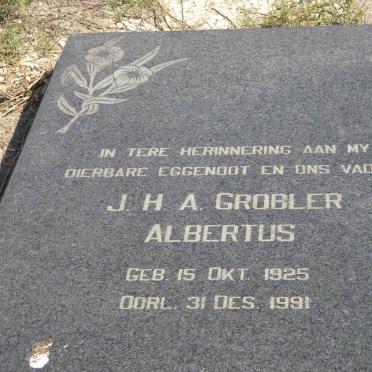 IN TERE HERINNERING AAN MY
DIERBARE EGGENOOT EN ONS VAD
J. H. A. GROBLER
ALBERTUS
GEB. 15 OKT. 1925
OORL. 31 DES. 1991